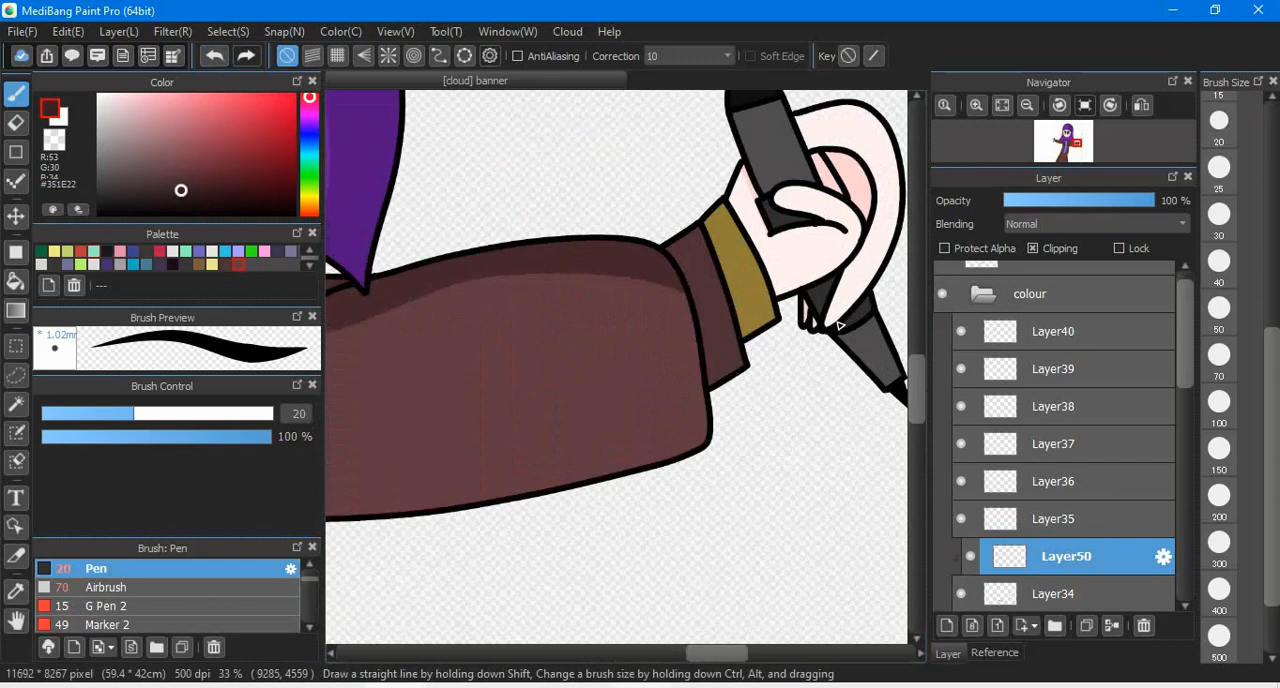 MediBang Paint Pro (64bit)
File(F) Edit(E) Layer(L) Filter(R) Select(S) Snap(N) Color(C) View(V) Tool(T) Window(W) Cloud Help
AntiAliasing Correction 10 Soft Edge Key
Color
R:53
G:30
B:34
#351E22
Palette
---
Brush Preview
* 1.02mm
Brush Control
20
100 %
Brush: Pen
20 Pen
70 Airbrush
15 G Pen 2
49 Marker 2
[cloud] banner
Navigator
Layer
Opacity 100 %
Blending Normal
Protect Alpha Clipping Lock
colour
Layer40
Layer39
Layer38
Layer37
Layer36
Layer35
Layer50
Layer34
Layer Reference
Brush Size
15
20
25
30
40
50
70
100
150
200
300
400
500
11692 * 8267 pixel (59.4 * 42cm) 500 dpi 33 % ( 9285, 4559 ) Draw a straight line by holding down Shift, Change a brush size by holding down Ctrl, Alt, and dragging